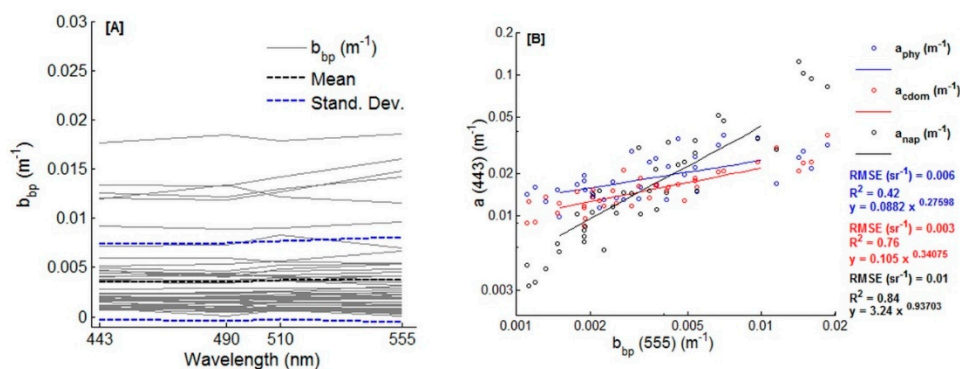 [A]
0.03
0.025
0.02
0.015
0.01
0.005
0
b_bp (m⁻¹)
Mean
Stand. Dev.
b_bp (m⁻¹)
443 490 510 555
Wavelength (nm)
[B]
0.2
0.1
0.05
0.02
0.01
0.003
a (443) (m⁻¹)
0.001 0.002 0.005 0.01 0.02
b_bp (555) (m⁻¹)
a_phy (m⁻¹)
a_cdom (m⁻¹)
a_nap (m⁻¹)
RMSE (sr⁻¹) = 0.006
R² = 0.42
y = 0.0882 x^0.27598
RMSE (sr⁻¹) = 0.003
R² = 0.76
y = 0.105 x^0.34075
RMSE (sr⁻¹) = 0.01
R² = 0.84
y = 3.24 x^0.93703